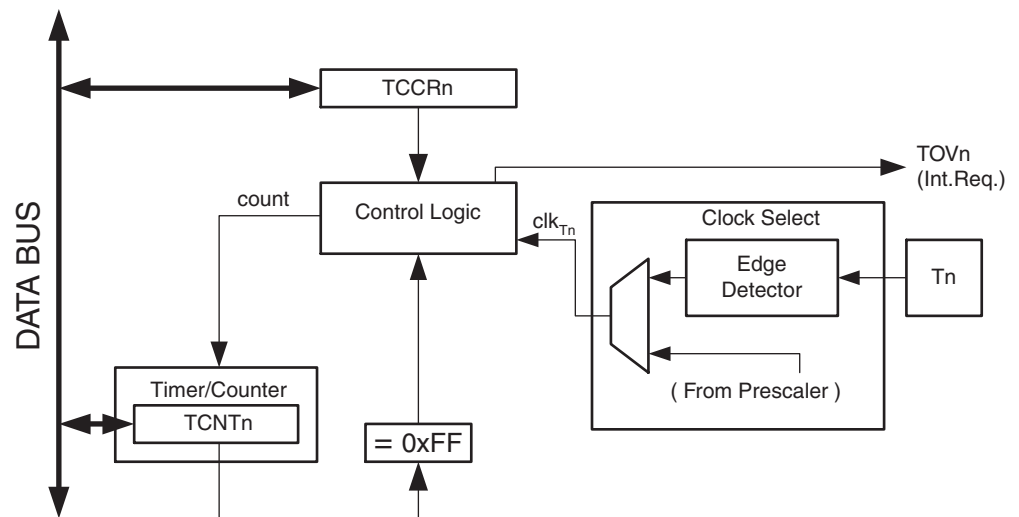 TCCRn
TOVn
(Int.Req.)
count
Control Logic
clkTn
Clock Select
Edge
Detector
Tn
DATA BUS
( From Prescaler )
Timer/Counter
TCNTn
= 0xFF